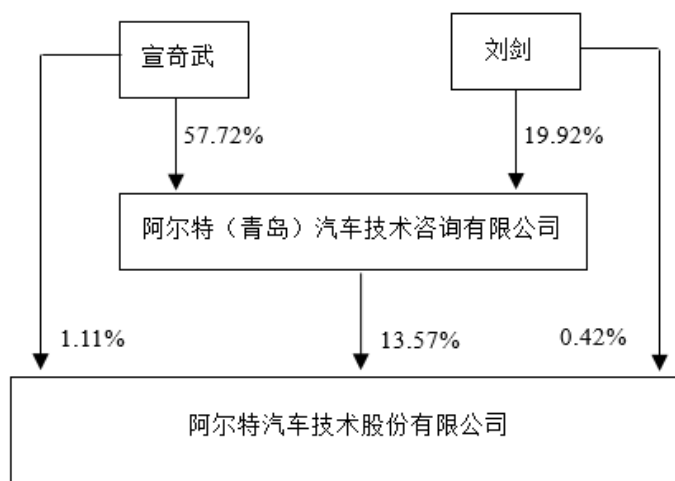 宣奇武
刘剑
57.72%
19.92%
阿尔特（青岛）汽车技术咨询有限公司
1.11%
13.57%
0.42%
阿尔特汽车技术股份有限公司